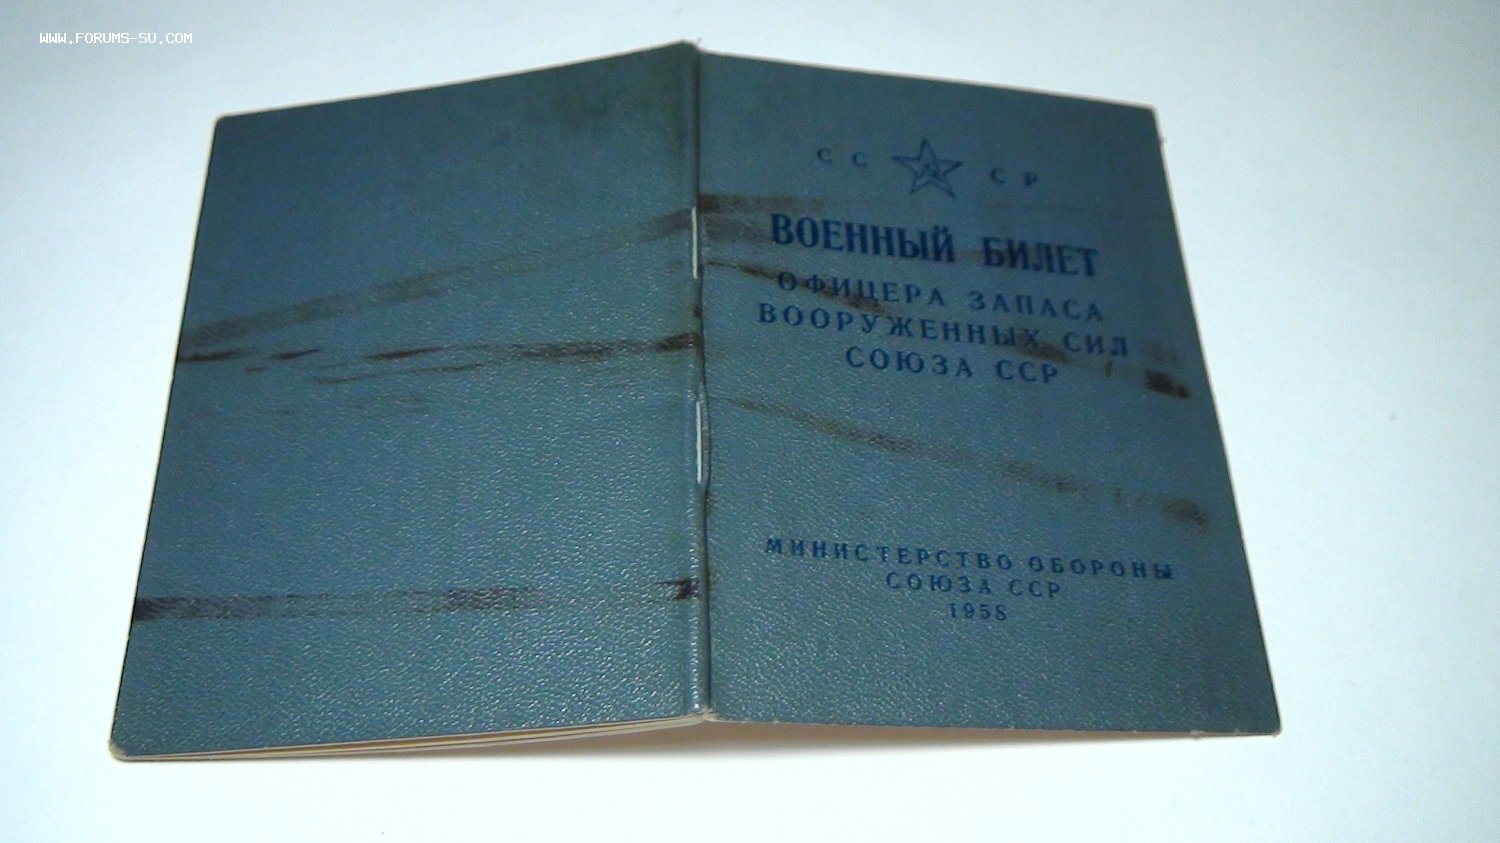 WWW.FORUMS-SU.COM
СС СР
ВОЕННЫЙ БИЛЕТ
ОФИЦЕРА ЗАПАСА
ВООРУЖЕННЫХ СИЛ
СОЮЗА ССР
МИНИСТЕРСТВО ОБОРОНЫ
СОЮЗА ССР
1958